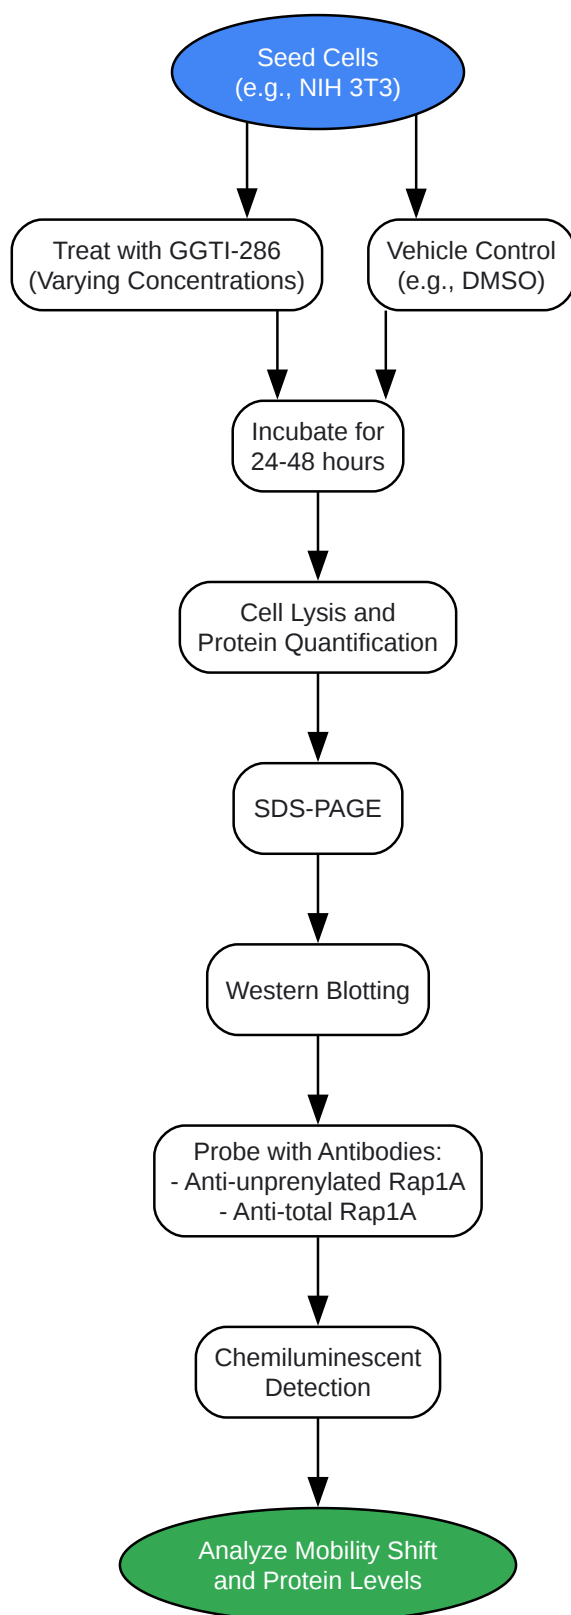 Seed Cells
(e.g., NIH 3T3)
Treat with GGTI-286
(Varying Concentrations)
Vehicle Control
(e.g., DMSO)
Incubate for
24-48 hours
Cell Lysis and
Protein Quantification
SDS-PAGE
Western Blotting
Probe with Antibodies:
- Anti-unprenylated Rap1A
- Anti-total Rap1A
Chemiluminescent
Detection
Analyze Mobility Shift
and Protein Levels